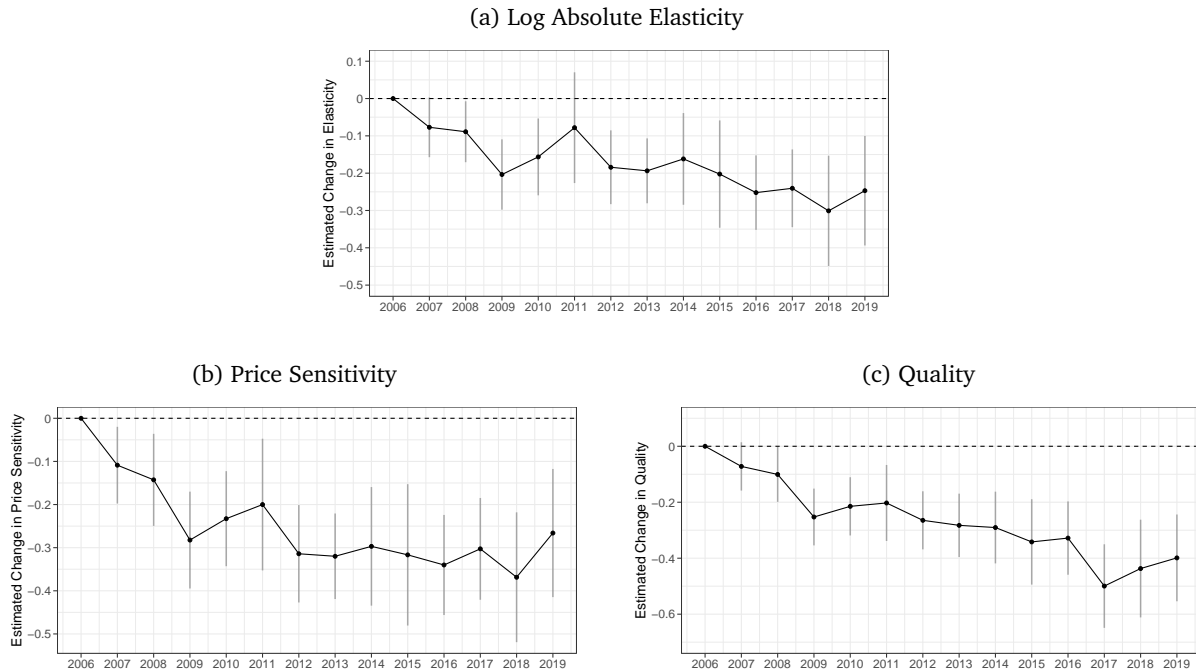 (a) Log Absolute Elasticity
Estimated Change in Elasticity
0.1
0
−0.1
−0.2
−0.3
−0.4
−0.5
2006 2007 2008 2009 2010 2011 2012 2013 2014 2015 2016 2017 2018 2019
(b) Price Sensitivity
Estimated Change in Price Sensitivity
0
−0.1
−0.2
−0.3
−0.4
−0.5
2006 2007 2008 2009 2010 2011 2012 2013 2014 2015 2016 2017 2018 2019
(c) Quality
Estimated Change in Quality
0
−0.2
−0.4
−0.6
2006 2007 2008 2009 2010 2011 2012 2013 2014 2015 2016 2017 2018 2019